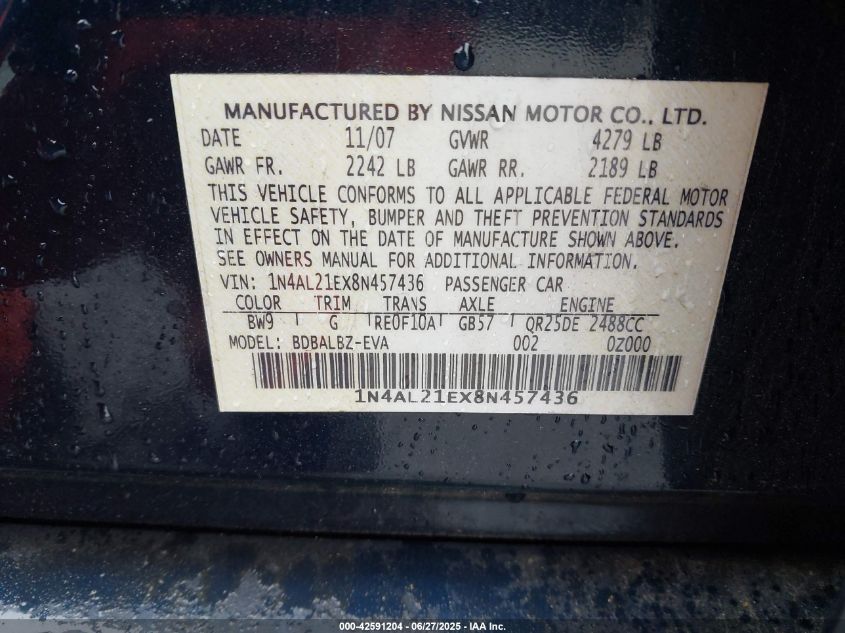 MANUFACTURED BY NISSAN MOTOR CO., LTD.
DATE 11/07 GVWR 4279 LB
GAWR FR. 2242 LB GAWR RR. 2189 LB
THIS VEHICLE CONFORMS TO ALL APPLICABLE FEDERAL MOTOR
VEHICLE SAFETY, BUMPER AND THEFT PREVENTION STANDARDS
IN EFFECT ON THE DATE OF MANUFACTURE SHOWN ABOVE.
SEE OWNERS MANUAL FOR ADDITIONAL INFORMATION.
VIN: 1N4AL21EX8N457436 PASSENGER CAR
COLOR TRIM TRANS AXLE ENGINE
BW9 G RE0F10A GB57 QR25DE 2488CC
MODEL: BDBALBZ-EVA 002 0Z000
1N4AL21EX8N457436
000-42591204 - 06/27/2025 - IAA Inc.